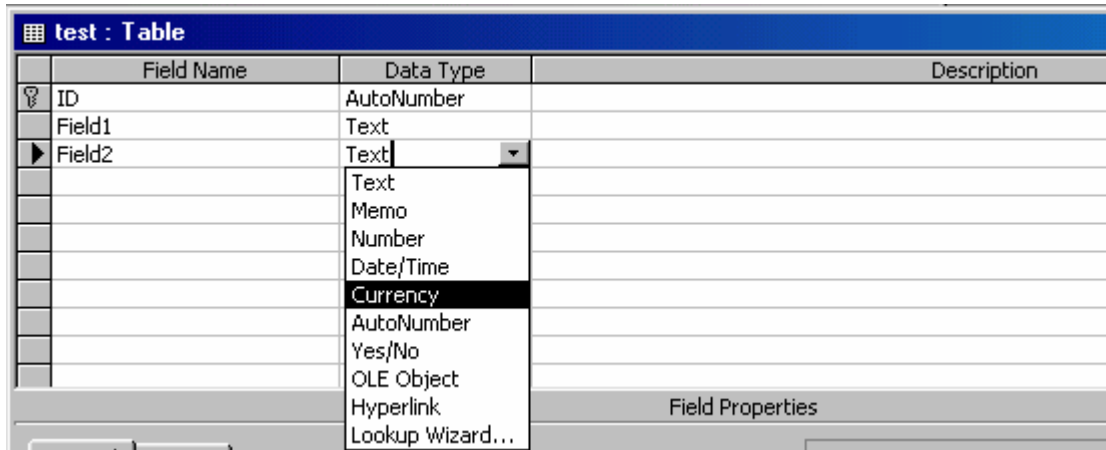 test : Table
Field Name Data Type Description
ID AutoNumber
Field1 Text
Field2 Text
Text
Memo
Number
Date/Time
Currency
AutoNumber
Yes/No
OLE Object
Hyperlink Field Properties
Lookup Wizard...